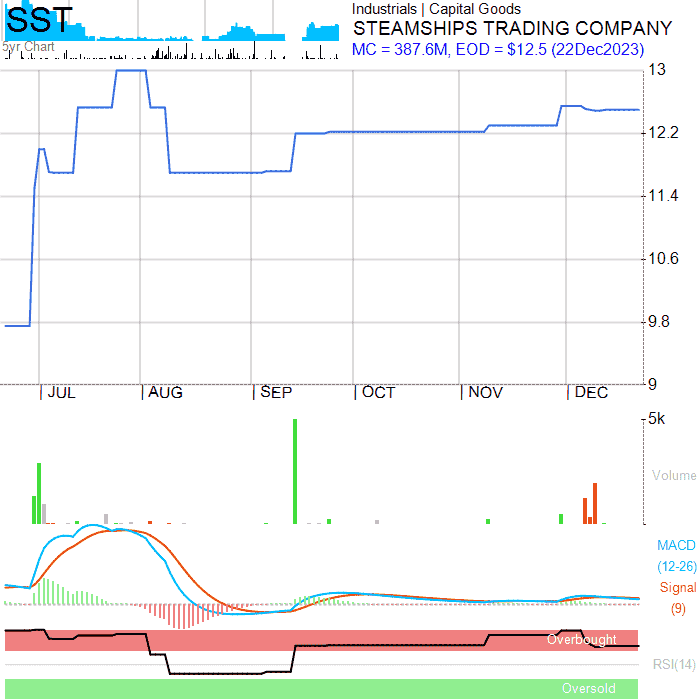 SST
5yr Chart
Industrials | Capital Goods
STEAMSHIPS TRADING COMPANY
MC = 387.6M, EOD = $12.5 (22Dec2023)
13
12.2
11.4
10.6
9.8
9
JUL AUG SEP OCT NOV DEC
5k
Volume
MACD
(12-26)
Signal
(9)
Overbought
RSI(14)
Oversold